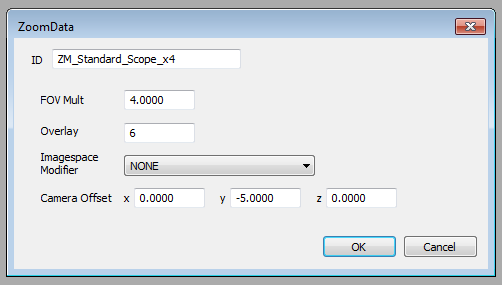 ZoomData
ID ZM_Standard_Scope_x4
FOV Mult 4.0000
Overlay 6
Imagespace
Modifier NONE
Camera Offset x 0.0000 y -5.0000 z 0.0000
OK Cancel